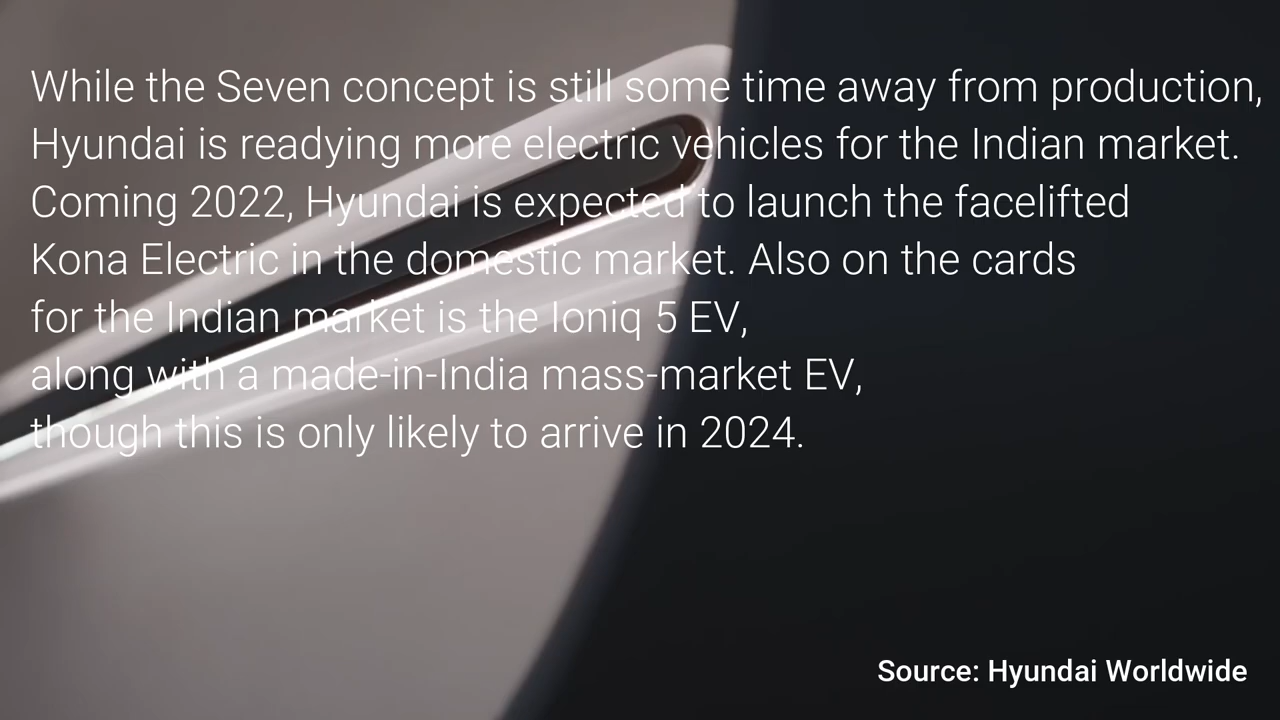 While the Seven concept is still some time away from production,
Hyundai is readying more electric vehicles for the Indian market.
Coming 2022, Hyundai is expected to launch the facelifted
Kona Electric in the domestic market. Also on the cards
for the Indian market is the Ioniq 5 EV,
along with a made-in-India mass-market EV,
though this is only likely to arrive in 2024.
Source: Hyundai Worldwide